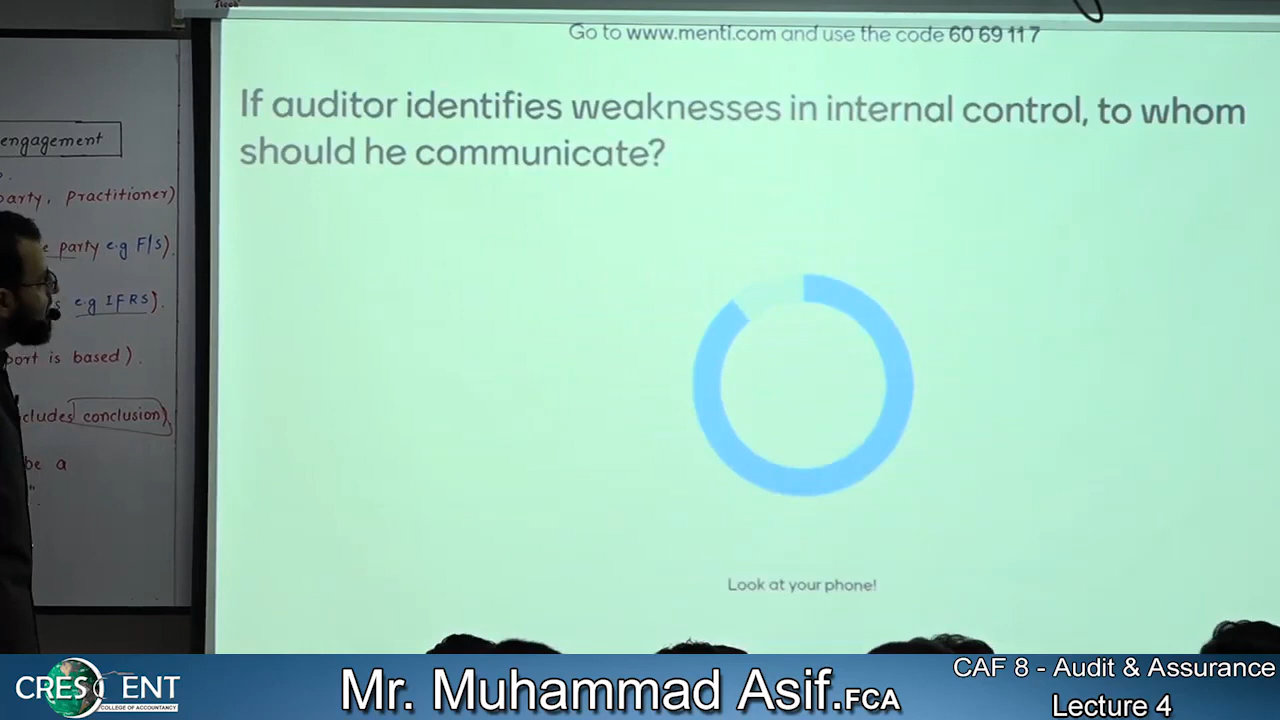 Go to www.menti.com and use the code 60 69 11 7
If auditor identifies weaknesses in internal control, to whom
should he communicate?
Look at your phone!
engagement
arty, practitioner)
e party e.g F/s).
s e.g IFRS).
port is based).
cludes conclusion)
be a
CRESCENT
COLLEGE OF ACCOUNTANCY
Mr. Muhammad Asif.FCA
CAF 8 - Audit & Assurance
Lecture 4